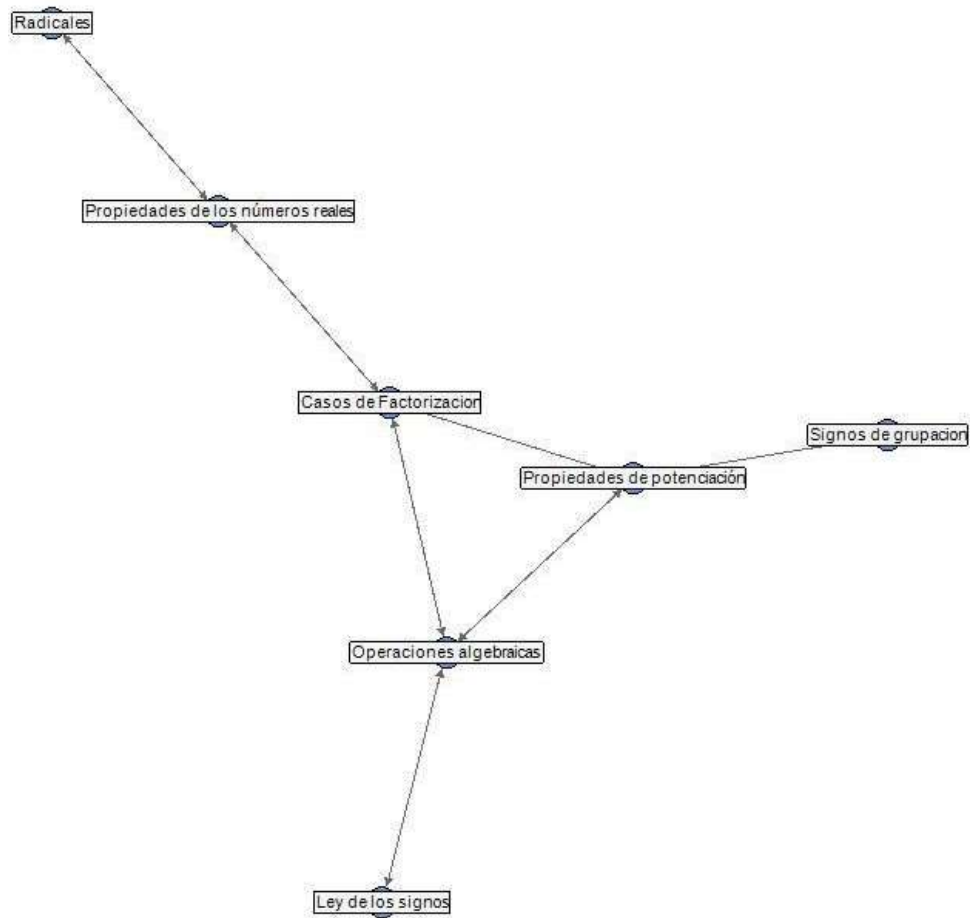 Radicales
Propiedades de los números reales
Casos de Factorizacion
Signos de grupacion
Propiedades de potenciación
Operaciones algebraicas
Ley de los signos